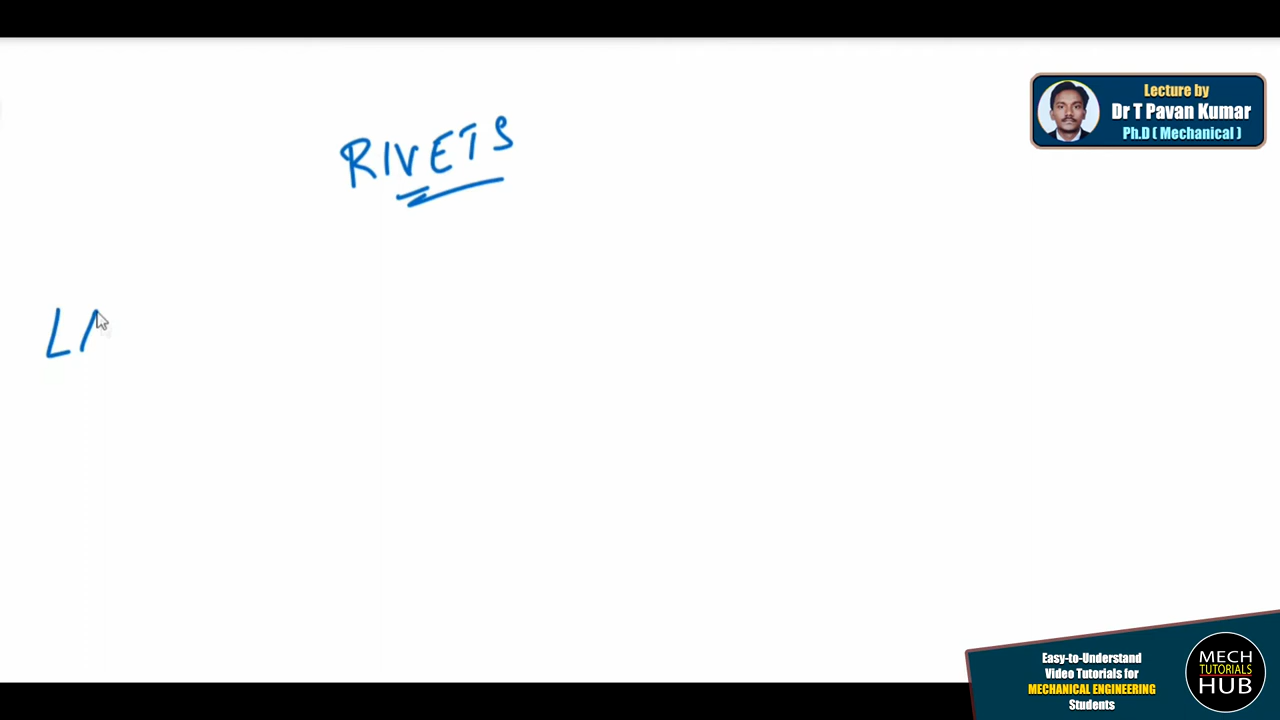 Lecture by
Dr T Pavan Kumar
Ph.D ( Mechanical )
RIVETS
Easy-to-Understand
Video Tutorials for
MECHANICAL ENGINEERING
Students
MECH
TUTORIALS
HUB